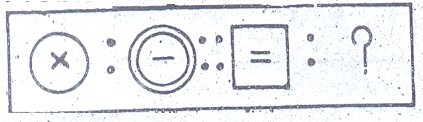 × : − :: = : ?